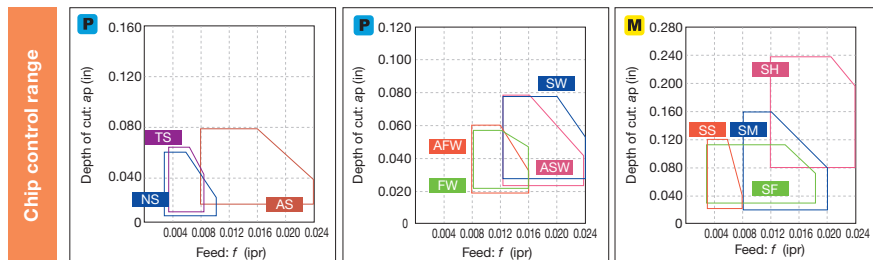 Chip control range
P
Depth of cut: ap (in)
0.160
0.120
0.080
0.040
0
TS
NS
AS
0.004 0.008 0.012 0.016 0.020 0.024
Feed: f (ipr)
P
Depth of cut: ap (in)
0.120
0.100
0.080
0.060
0.040
0.020
0
SW
AFW
ASW
FW
0.004 0.008 0.012 0.016 0.020 0.024
Feed: f (ipr)
M
Depth of cut: ap (in)
0.280
0.240
0.200
0.160
0.120
0.080
0.040
0
SH
SS
SM
SF
0.004 0.008 0.012 0.016 0.020 0.024
Feed: f (ipr)